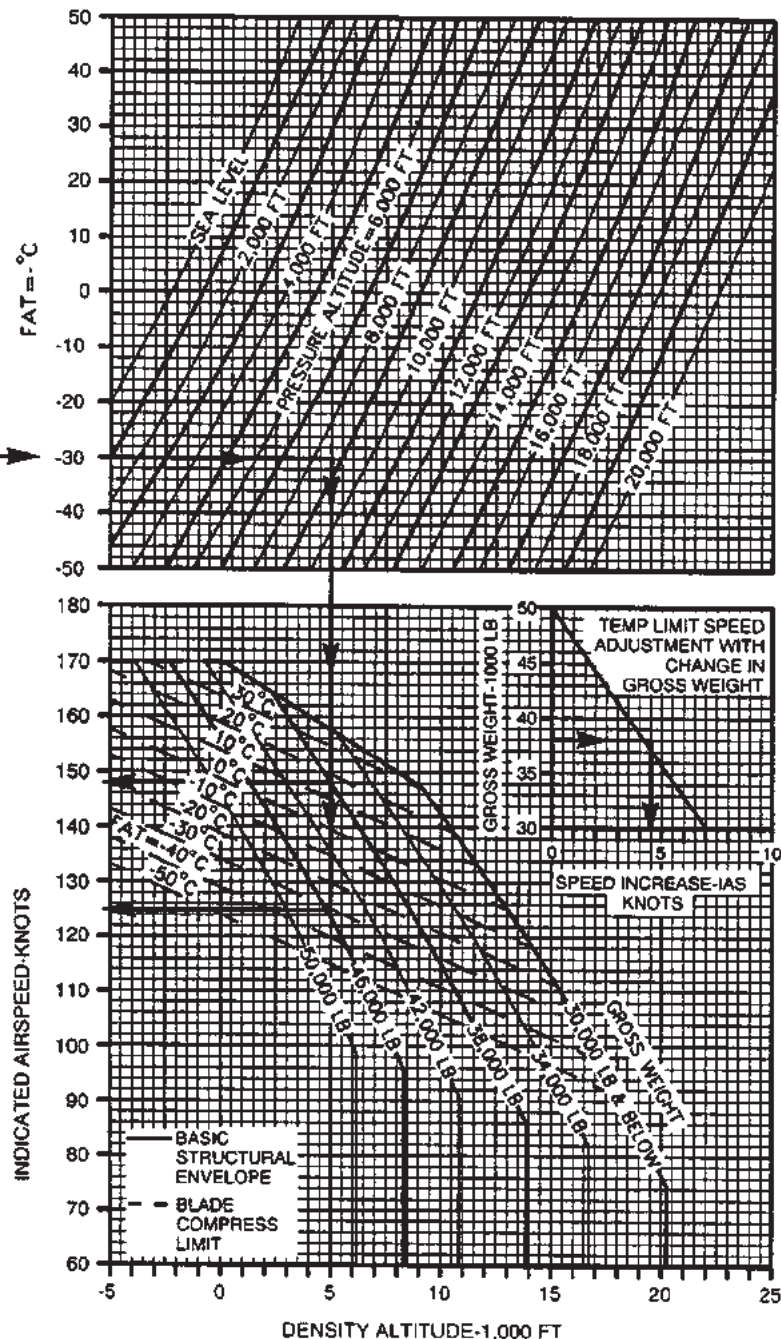 50
40
30
20
10
0
-10
-20
-30
-40
-50
FAT=-°C
SEA LEVEL
2,000 FT
4,000 FT
PRESSURE ALTITUDE=6,000 FT
8,000 FT
10,000 FT
12,000 FT
14,000 FT
16,000 FT
18,000 FT
20,000 FT
180
170
160
150
140
130
120
110
100
90
80
70
60
INDICATED AIRSPEED-KNOTS
30°C
20°C
10°C
-10°C
-10°C
-20°C
-30°C
FAT=-40°C
-50°C
50,000 LB
46,000 LB
42,000 LB
38,000 LB
34,000 LB
30,000 LB & BELOW
GROSS WEIGHT
BASIC
STRUCTURAL
ENVELOPE
BLADE
COMPRESS
LIMIT
TEMP LIMIT SPEED
ADJUSTMENT WITH
CHANGE IN
GROSS WEIGHT
GROSS WEIGHT-1000 LB
50
45
40
35
30
0
5
10
SPEED INCREASE-IAS
KNOTS
-5
0
5
10
15
20
25
DENSITY ALTITUDE-1,000 FT